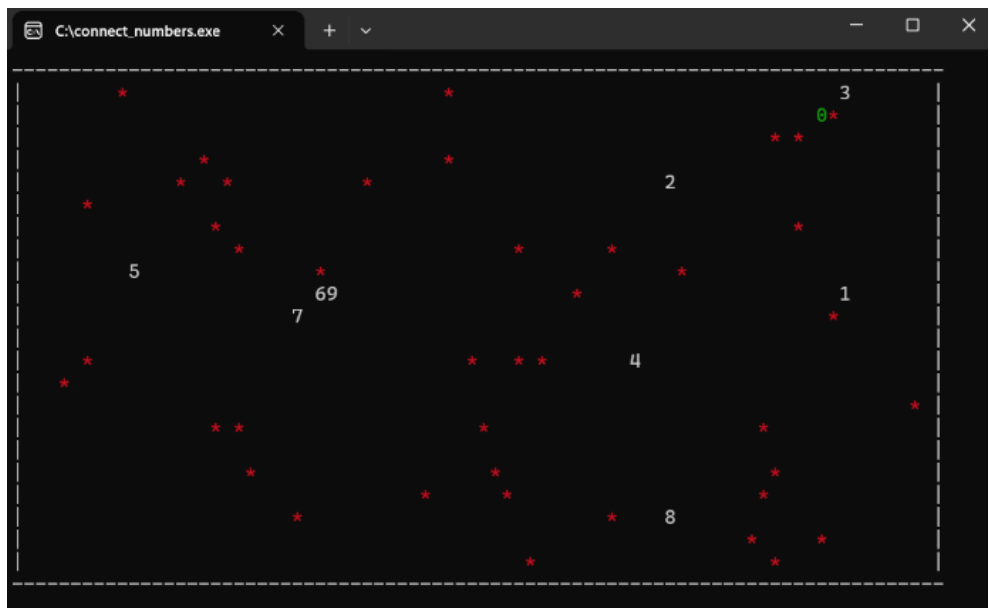 C:\connect_numbers.exe
--------------------------------------------------------------------------------
|        *                           *                                 3       |
|                                                                    0*        |
|                                                                * *           |
|               *                    *                                         |
|             *   *           *                         2                      |
|     *                                                                        |
|                *                                                 *           |
|                  *                       *       *                           |
|         5               *                              *                     |
|                         69                    *                      1       |
|                       7                                             *        |
|                                                                              |
|     *                                *   * *       4                         |
|   *                                                                          |
|                                                                            * |
|                * *                    *                       *              |
|                                                                              |
|                   *                    *                       *             |
|                                  *      *                     *              |
|                       *                          *    8                      |
|                                                              *     *         |
|                                           *                    *             |
--------------------------------------------------------------------------------